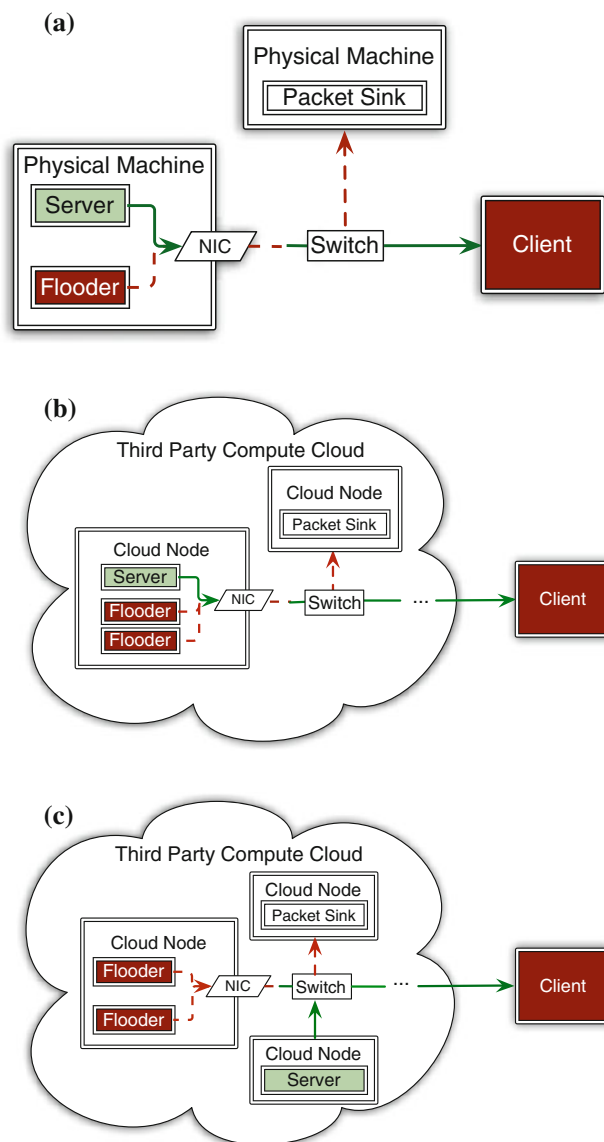 (a)
Physical Machine
Packet Sink
Physical Machine
Server
NIC
Switch
Client
Flooder
(b)
Third Party Compute Cloud
Cloud Node
Packet Sink
Cloud Node
Server
Flooder
NIC
Switch
...
Client
Flooder
(c)
Third Party Compute Cloud
Cloud Node
Packet Sink
Cloud Node
Flooder
NIC
Switch
...
Client
Flooder
Cloud Node
Server